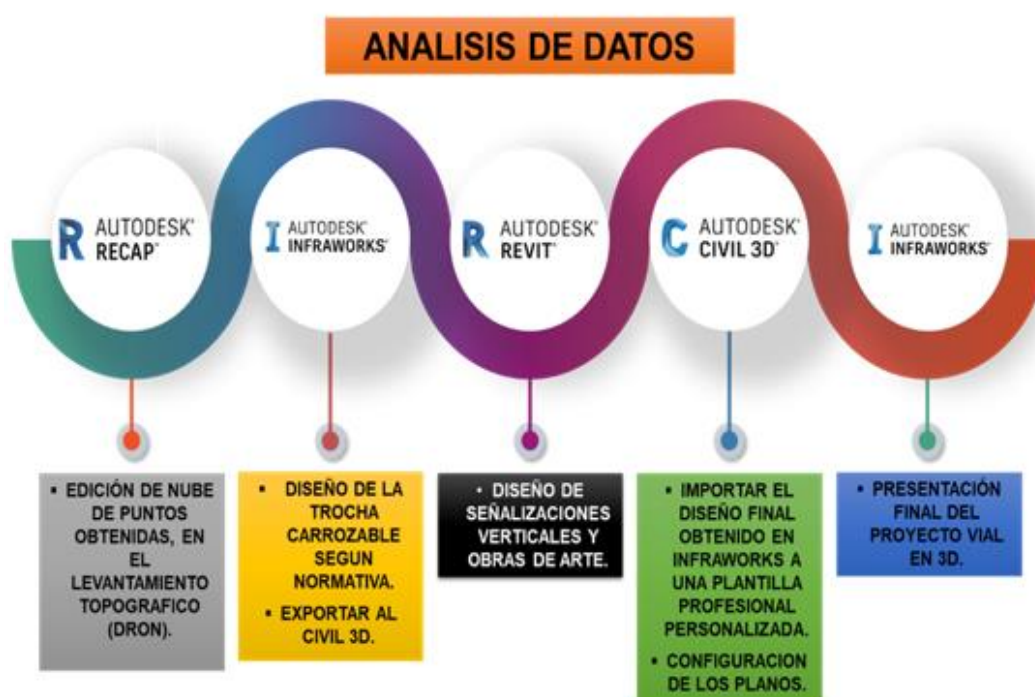 ANALISIS DE DATOS
R AUTODESK®
RECAP™
I AUTODESK®
INFRAWORKS®
R AUTODESK®
REVIT®
C AUTODESK®
CIVIL 3D®
I AUTODESK®
INFRAWORKS®
▪ EDICIÓN DE NUBE
DE PUNTOS
OBTENIDAS, EN
EL
LEVANTAMIENTO
TOPOGRAFICO
(DRON).
▪ DISEÑO DE LA
TROCHA
CARROZABLE
SEGUN
NORMATIVA.
▪ EXPORTAR AL
CIVIL 3D.
• DISEÑO DE
SEÑALIZACIONES
VERTICALES Y
OBRAS DE ARTE.
▪ IMPORTAR EL
DISEÑO FINAL
OBTENIDO EN
INFRAWORKS A
UNA PLANTILLA
PROFESIONAL
PERSONALIZADA.
▪ CONFIGURACION
DE LOS PLANOS.
▪ PRESENTACIÓN
FINAL DEL
PROYECTO VIAL
EN 3D.